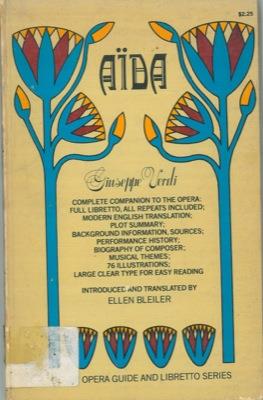 $2.25
AÏDA
Giuseppe Verdi
COMPLETE COMPANION TO THE OPERA:
FULL LIBRETTO, ALL REPEATS INCLUDED;
MODERN ENGLISH TRANSLATION;
PLOT SUMMARY;
BACKGROUND INFORMATION, SOURCES;
PERFORMANCE HISTORY;
BIOGRAPHY OF COMPOSER;
MUSICAL THEMES;
76 ILLUSTRATIONS;
LARGE CLEAR TYPE FOR EASY READING
INTRODUCED AND TRANSLATED BY
ELLEN BLEILER
OPERA GUIDE AND LIBRETTO SERIES